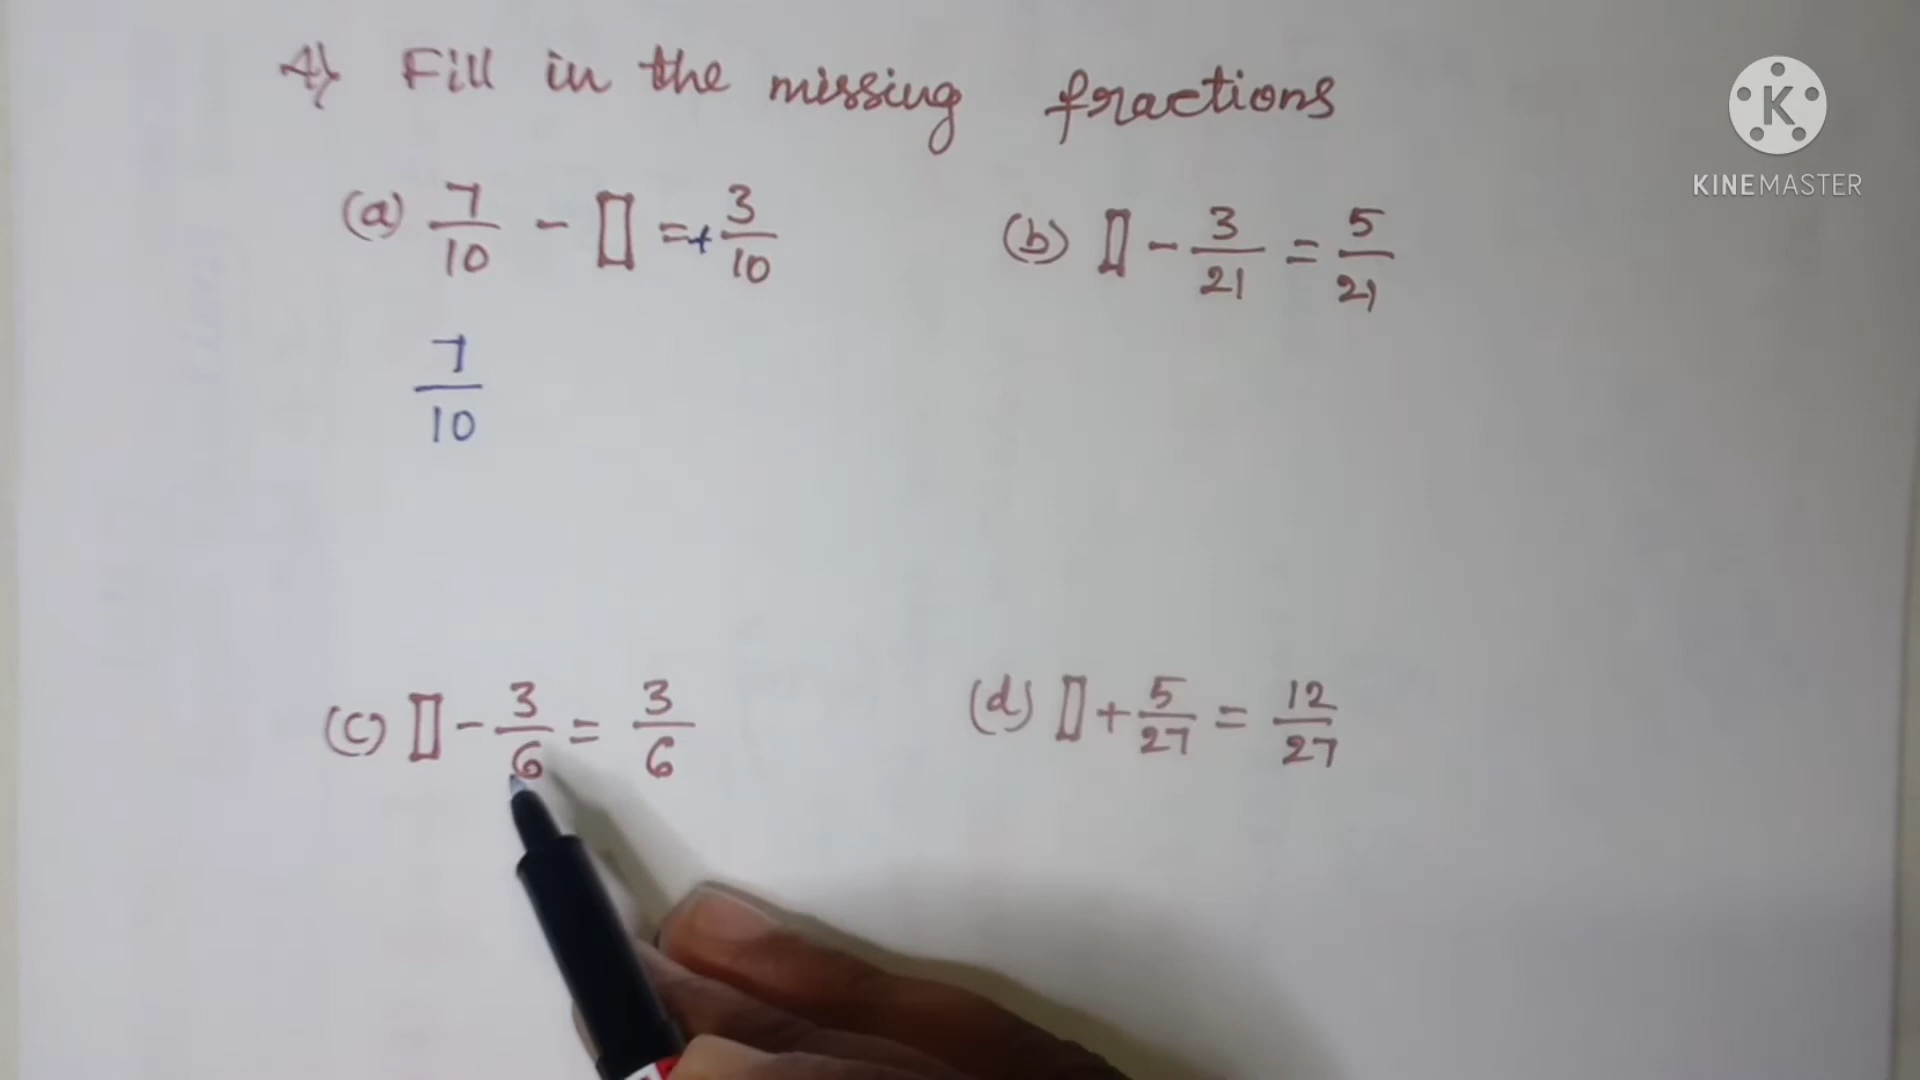 4) Fill in the missing fractions
(a) 7/10 - ▯ = + 3/10
(b) ▯ - 3/21 = 5/21
7/10
(c) ▯ - 3/6 = 3/6
(d) ▯ + 5/27 = 12/27
K
KINEMASTER